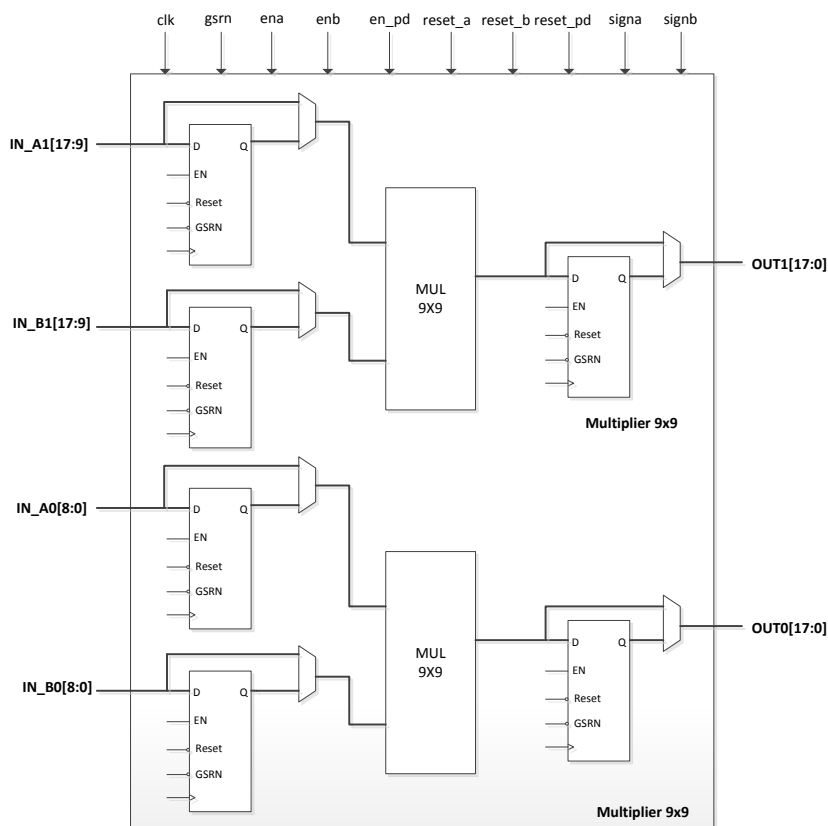 clk gsrn ena enb en_pd reset_a reset_b reset_pd signa signb
IN_A1[17:9]
D Q
EN
Reset
GSRN
IN_B1[17:9]
D Q
EN
Reset
GSRN
MUL
9X9
D Q
EN
Reset
GSRN
OUT1[17:0]
Multiplier 9x9
IN_A0[8:0]
D Q
EN
Reset
GSRN
IN_B0[8:0]
D Q
EN
Reset
GSRN
MUL
9X9
D Q
EN
Reset
GSRN
OUT0[17:0]
Multiplier 9x9